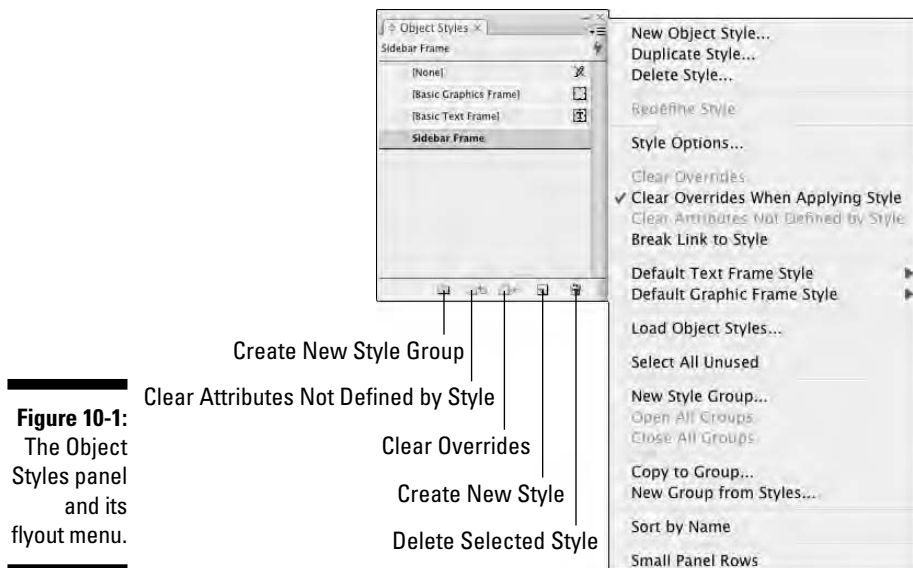 Object Styles ×
Sidebar Frame
[None]
[Basic Graphics Frame]
[Basic Text Frame]
Sidebar Frame
New Object Style...
Duplicate Style...
Delete Style...
Redefine Style
Style Options...
Clear Overrides
✓ Clear Overrides When Applying Style
Clear Attributes Not Defined by Style
Break Link to Style
Default Text Frame Style
Default Graphic Frame Style
Load Object Styles...
Select All Unused
New Style Group...
Open All Groups
Close All Groups
Copy to Group...
New Group from Styles...
Sort by Name
Small Panel Rows
Create New Style Group
Clear Attributes Not Defined by Style
Clear Overrides
Create New Style
Delete Selected Style
Figure 10-1:
The Object
Styles panel
and its
flyout menu.